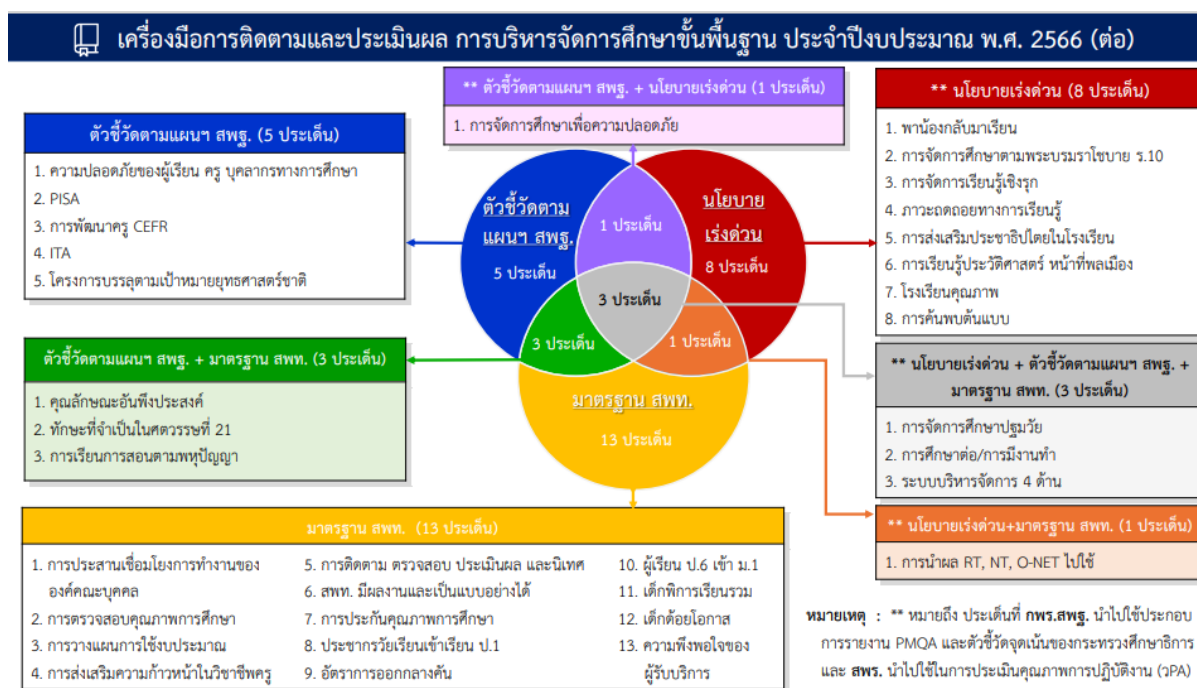 เครื่องมือการติดตามและประเมินผล การบริหารจัดการศึกษาขั้นพื้นฐาน ประจำปีงบประมาณ พ.ศ. 2566 (ต่อ)
** ตัวชี้วัดตามแผนฯ สพฐ. + นโยบายเร่งด่วน (1 ประเด็น)
1. การจัดการศึกษาเพื่อความปลอดภัย
ตัวชี้วัดตามแผนฯ สพฐ. (5 ประเด็น)
1. ความปลอดภัยของผู้เรียน ครู บุคลากรทางการศึกษา
2. PISA
3. การพัฒนาครู CEFR
4. ITA
5. โครงการบรรลุตามเป้าหมายยุทธศาสตร์ชาติ
** นโยบายเร่งด่วน (8 ประเด็น)
1. พาน้องกลับมาเรียน
2. การจัดการศึกษาตามพระบรมราโชบาย ร.10
3. การจัดการเรียนรู้เชิงรุก
4. ภาวะถดถอยทางการเรียนรู้
5. การส่งเสริมประชาธิปไตยในโรงเรียน
6. การเรียนรู้ประวัติศาสตร์ หน้าที่พลเมือง
7. โรงเรียนคุณภาพ
8. การค้นพบต้นแบบ
ตัวชี้วัดตาม
แผนฯ สพฐ.
5 ประเด็น
1 ประเด็น
นโยบาย
เร่งด่วน
8 ประเด็น
3 ประเด็น
3 ประเด็น
1 ประเด็น
มาตรฐาน สพท.
13 ประเด็น
ตัวชี้วัดตามแผนฯ สพฐ. + มาตรฐาน สพท. (3 ประเด็น)
1. คุณลักษณะอันพึงประสงค์
2. ทักษะที่จำเป็นในศตวรรษที่ 21
3. การเรียนการสอนตามพหุปัญญา
** นโยบายเร่งด่วน + ตัวชี้วัดตามแผนฯ สพฐ. +
มาตรฐาน สพท. (3 ประเด็น)
1. การจัดการศึกษาปฐมวัย
2. การศึกษาต่อ/การมีงานทำ
3. ระบบบริหารจัดการ 4 ด้าน
** นโยบายเร่งด่วน+มาตรฐาน สพท. (1 ประเด็น)
1. การนำผล RT, NT, O-NET ไปใช้
มาตรฐาน สพท. (13 ประเด็น)
1. การประสานเชื่อมโยงการทำงานของ
องค์คณะบุคคล
2. การตรวจสอบคุณภาพการศึกษา
3. การวางแผนการใช้งบประมาณ
4. การส่งเสริมความก้าวหน้าในวิชาชีพครู
5. การติดตาม ตรวจสอบ ประเมินผล และนิเทศ
6. สพท. มีผลงานและเป็นแบบอย่างได้
7. การประกันคุณภาพการศึกษา
8. ประชากรวัยเรียนเข้าเรียน ป.1
9. อัตราการออกกลางคัน
10. ผู้เรียน ป.6 เข้า ม.1
11. เด็กพิการเรียนรวม
12. เด็กด้อยโอกาส
13. ความพึงพอใจของ
ผู้รับบริการ
หมายเหตุ : ** หมายถึง ประเด็นที่ กพร.สพฐ. นำไปใช้ประกอบ
การรายงาน PMQA และตัวชี้วัดจุดเน้นของกระทรวงศึกษาธิการ
และ สพร. นำไปใช้ในการประเมินคุณภาพการปฏิบัติงาน (วPA)